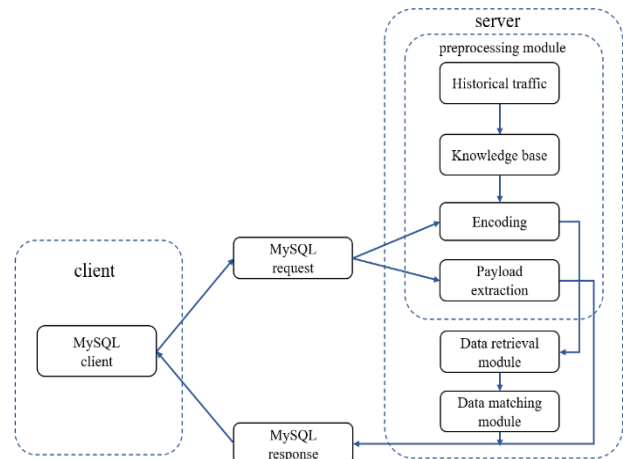 server
preprocessing module
Historical traffic
Knowledge base
Encoding
Payload
extraction
client
MySQL
request
MySQL
client
Data retrieval
module
Data matching
module
MySQL
response